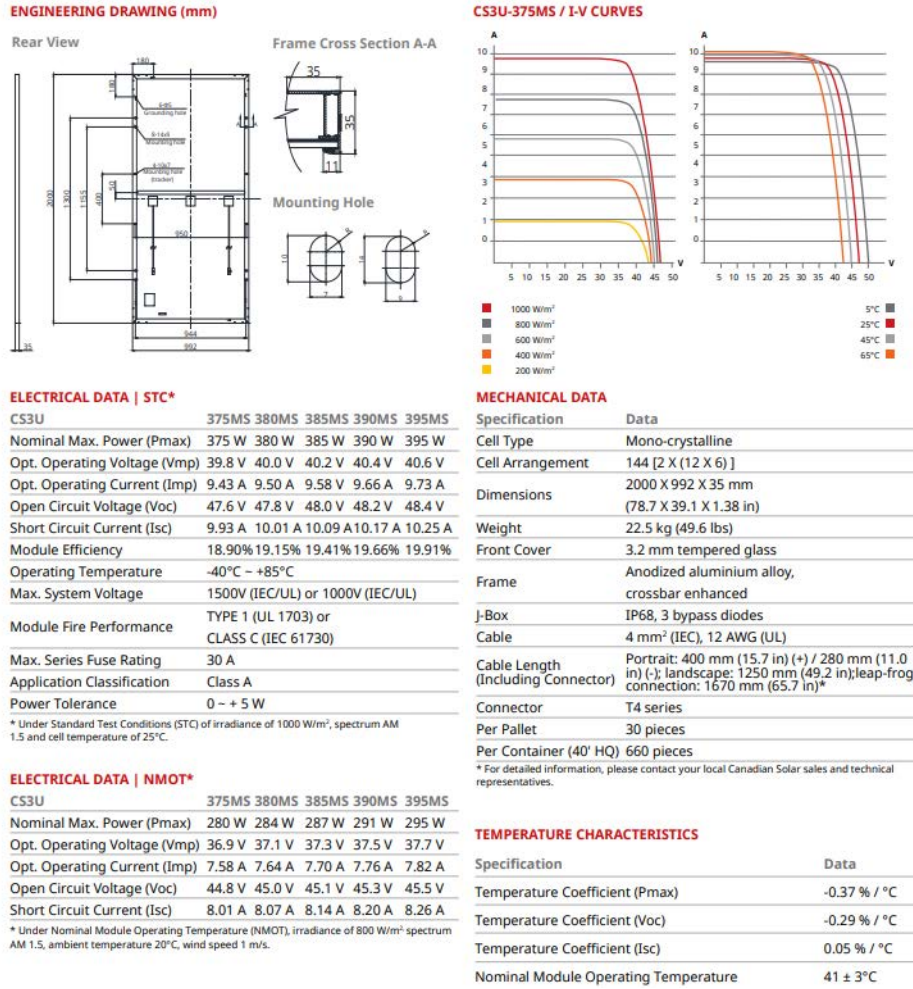 ENGINEERING DRAWING (mm)
Rear View
Frame Cross Section A-A
180
180
6-Φ5
Grounding hole
A
A
8-14x9
Mounting hole
4-10x7
Mounting hole
(tracker)
2000
1300
1155
400
50
950
944
992
35
35
35
11
Mounting Hole
10
7
14
9
CS3U-375MS / I-V CURVES
A
10
9
8
7
6
5
4
3
2
1
0
V
5 10 15 20 25 30 35 40 45 50
1000 W/m²
800 W/m²
600 W/m²
400 W/m²
200 W/m²
A
10
9
8
7
6
5
4
3
2
1
0
V
5 10 15 20 25 30 35 40 45 50
5°C
25°C
45°C
65°C
ELECTRICAL DATA | STC*
CS3U 375MS 380MS 385MS 390MS 395MS
Nominal Max. Power (Pmax) 375 W 380 W 385 W 390 W 395 W
Opt. Operating Voltage (Vmp) 39.8 V 40.0 V 40.2 V 40.4 V 40.6 V
Opt. Operating Current (Imp) 9.43 A 9.50 A 9.58 V 9.66 A 9.73 A
Open Circuit Voltage (Voc) 47.6 V 47.8 V 48.0 V 48.2 V 48.4 V
Short Circuit Current (Isc) 9.93 A 10.01 A 10.09 A 10.17 A 10.25 A
Module Efficiency 18.90% 19.15% 19.41% 19.66% 19.91%
Operating Temperature -40°C ~ +85°C
Max. System Voltage 1500V (IEC/UL) or 1000V (IEC/UL)
Module Fire Performance TYPE 1 (UL 1703) or
CLASS C (IEC 61730)
Max. Series Fuse Rating 30 A
Application Classification Class A
Power Tolerance 0 ~ + 5 W
* Under Standard Test Conditions (STC) of irradiance of 1000 W/m², spectrum AM
1.5 and cell temperature of 25°C.
ELECTRICAL DATA | NMOT*
CS3U 375MS 380MS 385MS 390MS 395MS
Nominal Max. Power (Pmax) 280 W 284 W 287 W 291 W 295 W
Opt. Operating Voltage (Vmp) 36.9 V 37.1 V 37.3 V 37.5 V 37.7 V
Opt. Operating Current (Imp) 7.58 A 7.64 A 7.70 A 7.76 A 7.82 A
Open Circuit Voltage (Voc) 44.8 V 45.0 V 45.1 V 45.3 V 45.5 V
Short Circuit Current (Isc) 8.01 A 8.07 A 8.14 A 8.20 A 8.26 A
* Under Nominal Module Operating Temperature (NMOT), irradiance of 800 W/m² spectrum
AM 1.5, ambient temperature 20°C, wind speed 1 m/s.
MECHANICAL DATA
Specification Data
Cell Type Mono-crystalline
Cell Arrangement 144 [2 X (12 X 6) ]
Dimensions 2000 X 992 X 35 mm
(78.7 X 39.1 X 1.38 in)
Weight 22.5 kg (49.6 lbs)
Front Cover 3.2 mm tempered glass
Frame Anodized aluminium alloy,
crossbar enhanced
J-Box IP68, 3 bypass diodes
Cable 4 mm² (IEC), 12 AWG (UL)
Cable Length
(Including Connector) Portrait: 400 mm (15.7 in) (+) / 280 mm (11.0
in) (-); landscape: 1250 mm (49.2 in);leap-frog
connection: 1670 mm (65.7 in)*
Connector T4 series
Per Pallet 30 pieces
Per Container (40' HQ) 660 pieces
* For detailed information, please contact your local Canadian Solar sales and technical
representatives.
TEMPERATURE CHARACTERISTICS
Specification Data
Temperature Coefficient (Pmax) -0.37 % / °C
Temperature Coefficient (Voc) -0.29 % / °C
Temperature Coefficient (Isc) 0.05 % / °C
Nominal Module Operating Temperature 41 ± 3°C